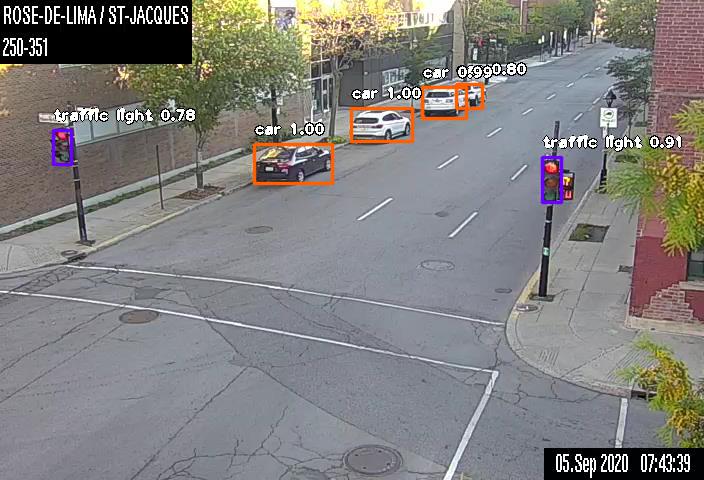 ROSE-DE-LIMA / ST-JACQUES
250-351
car 0.99
0.80
car 1.00
traffic light 0.78
car 1.00
traffic light 0.91
05.Sep 2020 07:43:39